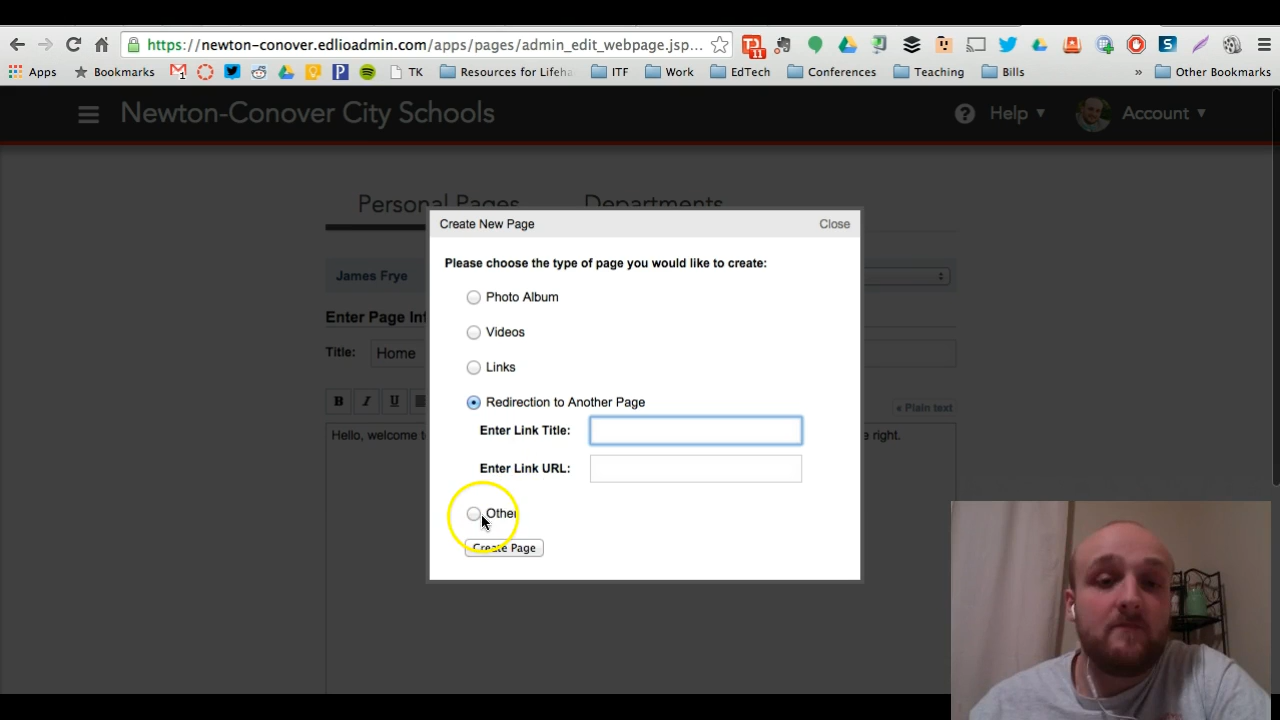 https://newton-conover.edlioadmin.com/apps/pages/admin_edit_webpage.jsp...
11
Apps Bookmarks TK Resources for Lifeha ITF Work EdTech Conferences Teaching Bills » Other Bookmarks
Newton-Conover City Schools Help Account
Personal Pages Departments
Create New Page Close
Please choose the type of page you would like to create:
James Frye
Photo Album
Enter Page Inf
Videos
Title: Home
Links
B I U Redirection to Another Page Plain text
Hello, welcome t Enter Link Title: e right.
Enter Link URL:
Other
Create Page